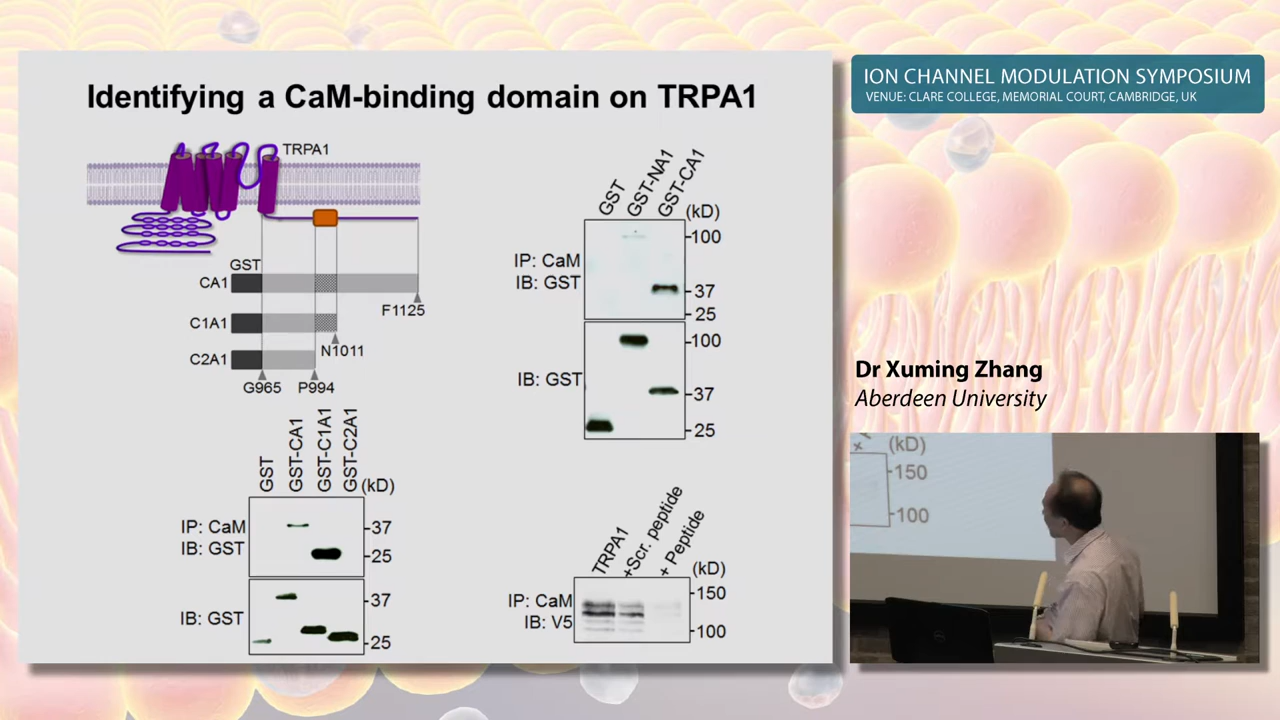 Identifying a CaM-binding domain on TRPA1
TRPA1
GST
CA1
F1125
C1A1
N1011
C2A1
G965
P994
GST
GST-NA1
GST-CA1
(kD)
100
IP: CaM
IB: GST
37
25
100
IB: GST
37
25
GST
GST-CA1
GST-C1A1
GST-C2A1
(kD)
IP: CaM
IB: GST
37
25
IB: GST
37
25
TRPA1
+Scr. peptide
+ Peptide
(kD)
150
IP: CaM
IB: V5
100
ION CHANNEL MODULATION SYMPOSIUM
VENUE: CLARE COLLEGE, MEMORIAL COURT, CAMBRIDGE, UK
Dr Xuming Zhang
Aberdeen University
(kD)
150
100